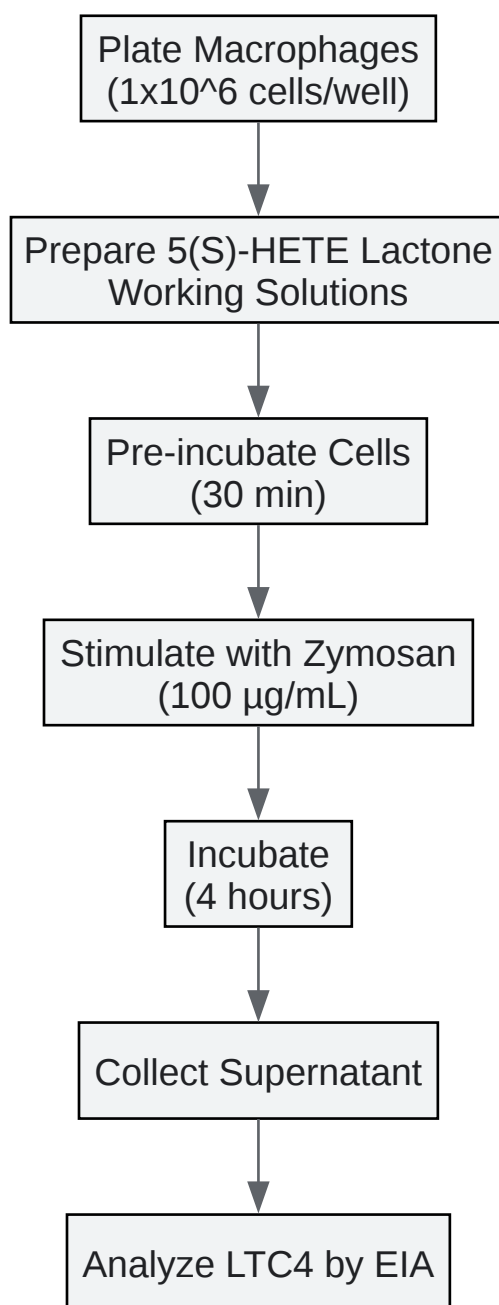 Plate Macrophages
(1x10^6 cells/well)
Prepare 5(S)-HETE Lactone
Working Solutions
Pre-incubate Cells
(30 min)
Stimulate with Zymosan
(100 µg/mL)
Incubate
(4 hours)
Collect Supernatant
Analyze LTC4 by EIA